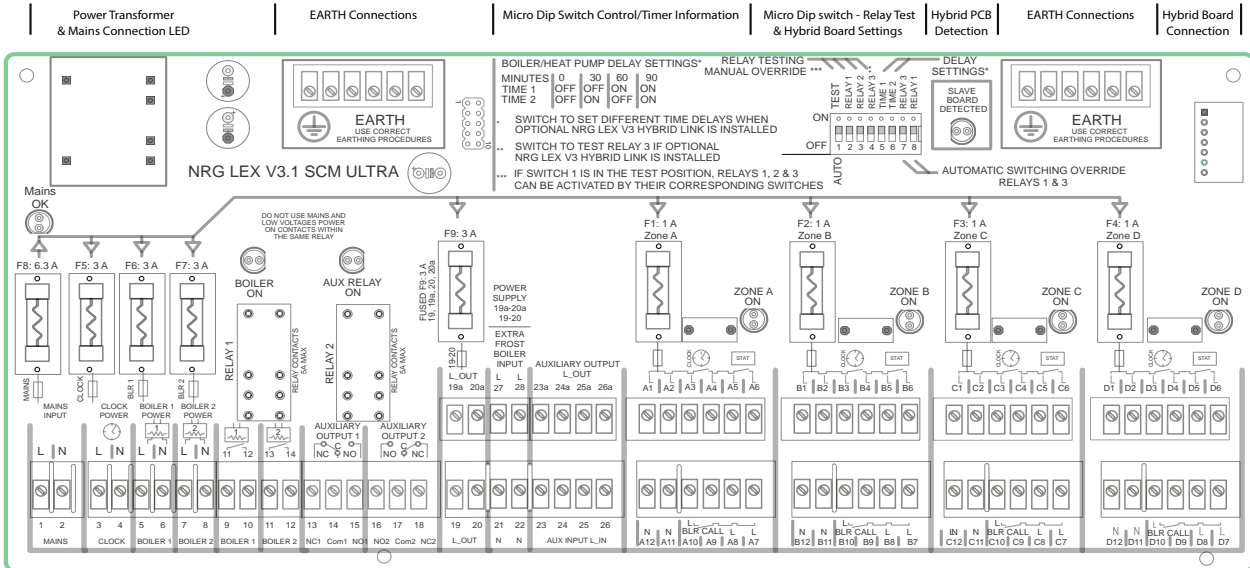 Power Transformer
& Mains Connection LED
EARTH Connections
Micro Dip Switch Control/Timer Information
Micro Dip switch - Relay Test
& Hybrid Board Settings
Hybrid PCB
Detection
EARTH Connections
Hybrid Board
Connection
BOILER/HEAT PUMP DELAY SETTINGS*
MINUTES 0 30 60 90
TIME 1 OFF OFF ON ON
TIME 2 OFF ON OFF ON
* SWITCH TO SET DIFFERENT TIME DELAYS WHEN
OPTIONAL NRG LEX V3 HYBRID LINK IS INSTALLED
** SWITCH TO TEST RELAY 3 IF OPTIONAL
NRG LEX V3 HYBRID LINK IS INSTALLED
*** IF SWITCH 1 IS IN THE TEST POSITION, RELAYS 1, 2 & 3
CAN BE ACTIVATED BY THEIR CORRESPONDING SWITCHES
1
10
RELAY TESTING
MANUAL OVERRIDE ***
DELAY
SETTINGS*
TEST
RELAY 1
RELAY 2
RELAY 3 **
TIME 1
TIME 2
RELAY 3
RELAY 1
ON
OFF
1 2 3 4 5 6 7 8
AUTO
AUTOMATIC SWITCHING OVERRIDE
RELAYS 1 & 3
SLAVE
BOARD
DETECTED
EARTH
USE CORRECT
EARTHING PROCEDURES
EARTH
USE CORRECT
EARTHING PROCEDURES
NRG LEX V3.1 SCM ULTRA
Mains
OK
DO NOT USE MAINS AND
LOW VOLTAGES POWER
ON CONTACTS WITHIN
THE SAME RELAY
F8: 6.3 A
F5: 3 A
F6: 3 A
F7: 3 A
BOILER
ON
AUX RELAY
ON
F9: 3 A
FUSED F9: 3 A
19, 19a, 20, 20a
F1: 1 A
Zone A
F2: 1 A
Zone B
F3: 1 A
Zone C
F4: 1 A
Zone D
ZONE A
ON
ZONE B
ON
ZONE C
ON
ZONE D
ON
RELAY 1
RELAY CONTACTS
5A MAX
RELAY 2
RELAY CONTACTS
5A MAX
POWER
SUPPLY
19a-20a
19-20
EXTRA
FROST
BOILER
INPUT
MAINS
CLOCK
BLR 1
BLR 2
19-20
CLOCK
STAT
CLOCK
STAT
CLOCK
STAT
CLOCK
STAT
MAINS
INPUT
CLOCK
POWER
BOILER 1
POWER
BOILER 2
POWER
1
2
1
2
11 12
13 14
AUXILIARY
OUTPUT 1
NC C NO
AUXILIARY
OUTPUT 2
NO C NC
L_OUT
19a 20a
L L
27 28
AUXILIARY OUTPUT
L_OUT
23a 24a 25a 26a
A1 A2 A3 A4 A5 A6
B1 B2 B3 B4 B5 B6
C1 C2 C3 C4 C5 C6
D1 D2 D3 D4 D5 D6
L N
L N
L N
L N
1 2 3 4 5 6 7 8 9 10 11 12 13 14 15 16 17 18 19 20 21 22 23 24 25 26
MAINS
CLOCK
BOILER 1
BOILER 2
BOILER 1
BOILER 2
NC1 Com1 NO1
NO2 Com2 NC2
L_OUT
N N
AUX INPUT L_IN
N N L BLR CALL L L
A12 A11 A10 A9 A8 A7
N N BLR CALL L L
B12 B11 B10 B9 B8 B7
N N BLR CALL L L
C12 C11 C10 C9 C8 C7
N N BLR CALL L L
D12 D11 D10 D9 D8 D7